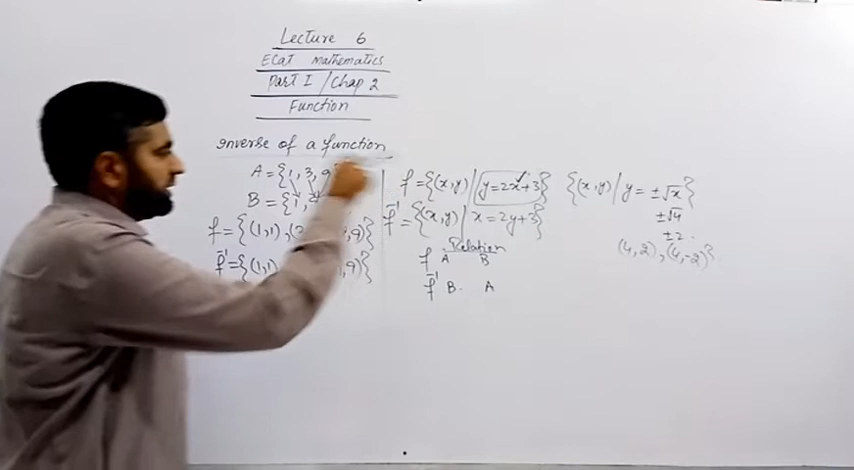 Lecture 6
ECat mathematics
Part I / Chap 2
Function
inverse of a function
A = {1, 3, 9
B = {1,
f = {(1,1), ,9)}
f⁻¹ = {(1,1) ,9)}
f = {(x,y) / y = 2x+3}
f⁻¹ = {(x,y) / x = 2y+3}
Relation
f A B
f⁻¹ B. A
{(x,y) / y = ±√x}
±√4
±2.
(4,2), (4,-2)}